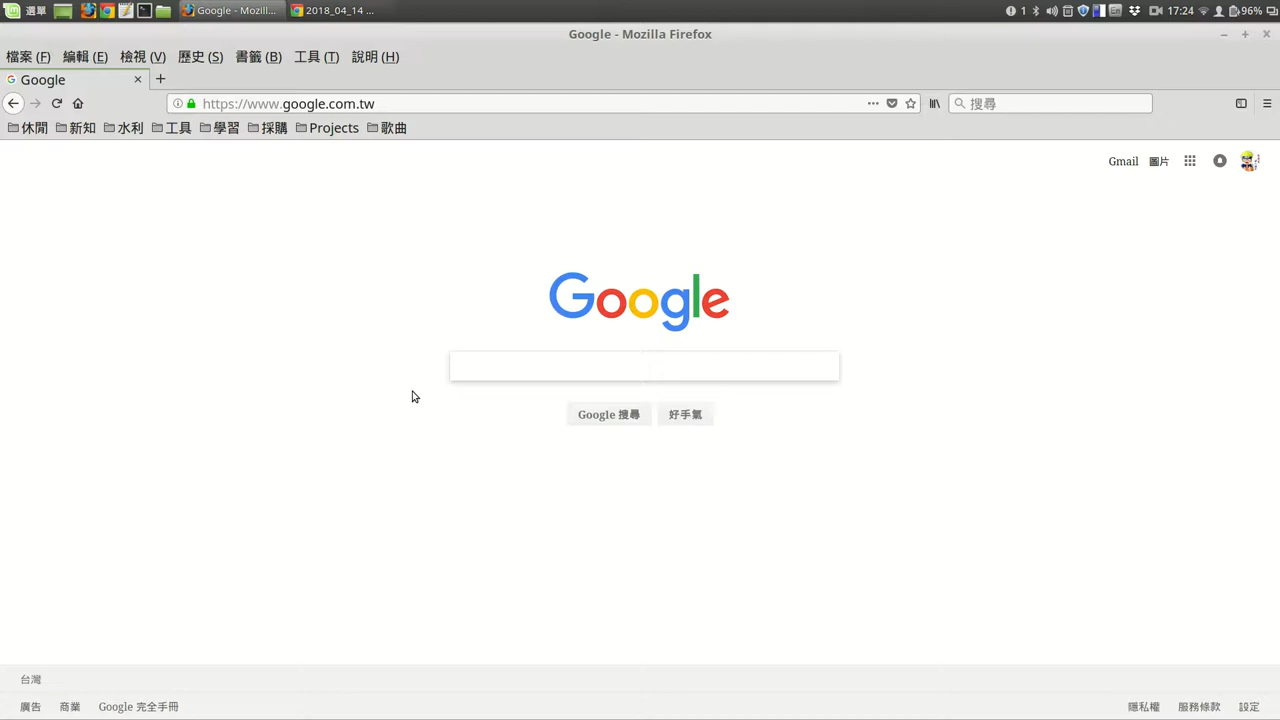 選單 Google - Mozill... 2018_04_14 ... 1 En 17:24 96%
Google - Mozilla Firefox
檔案 (F) 編輯 (E) 檢視 (V) 歷史 (S) 書籤 (B) 工具 (T) 說明 (H)
Google
https://www.google.com.tw 搜尋
休閒 新知 水利 工具 學習 採購 Projects 歌曲
Gmail 圖片
Google
Google 搜尋 好手氣
台灣
廣告 商業 Google 完全手冊 隱私權 服務條款 設定